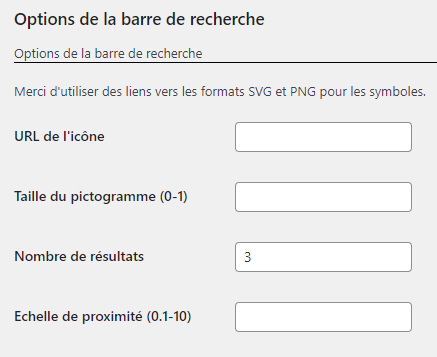 Options de la barre de recherche
Options de la barre de recherche
Merci d'utiliser des liens vers les formats SVG et PNG pour les symboles.
URL de l'icône
Taille du pictogramme (0-1)
Nombre de résultats
3
Echelle de proximité (0.1-10)